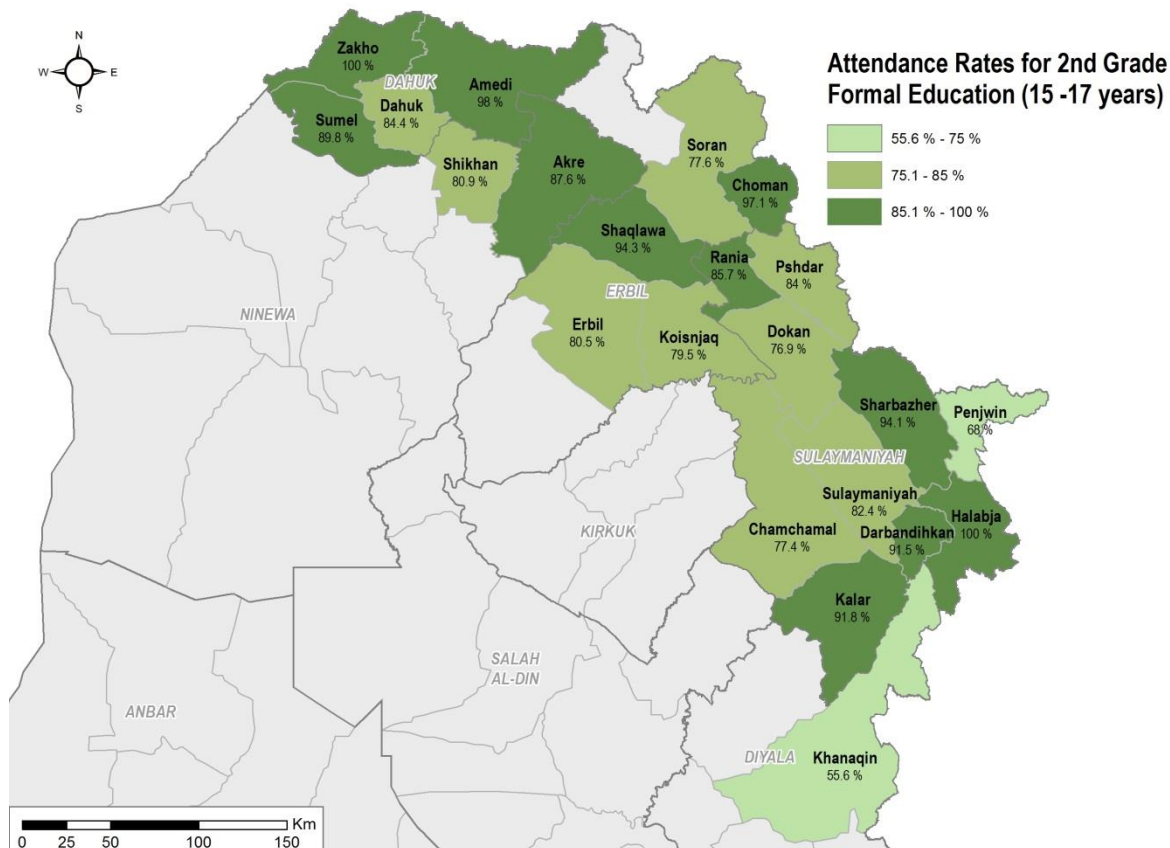 N
W E
S
Attendance Rates for 2nd Grade
Formal Education (15 -17 years)
55.6 % - 75 %
75.1 - 85 %
85.1 % - 100 %
Zakho
100 %
DAHUK
Amedi
98 %
Dahuk
84.4 %
Sumel
89.8 %
Shikhan
80.9 %
Akre
87.6 %
Soran
77.6 %
Choman
97.1 %
Shaqlawa
94.3 %
Rania
85.7 %
Pshdar
84 %
ERBIL
NINEWA
Erbil
80.5 %
Koisnjaq
79.5 %
Dokan
76.9 %
Sharbazher
94.1 %
Penjwin
68 %
SULAYMANIYAH
Sulaymaniyah
82.4 %
Halabja
100 %
KIRKUK
Chamchamal
77.4 %
Darbandihkan
91.5 %
Kalar
91.8 %
SALAH
AL-DIN
ANBAR
DIYALA
Khanaqin
55.6 %
Km
0 25 50 100 150